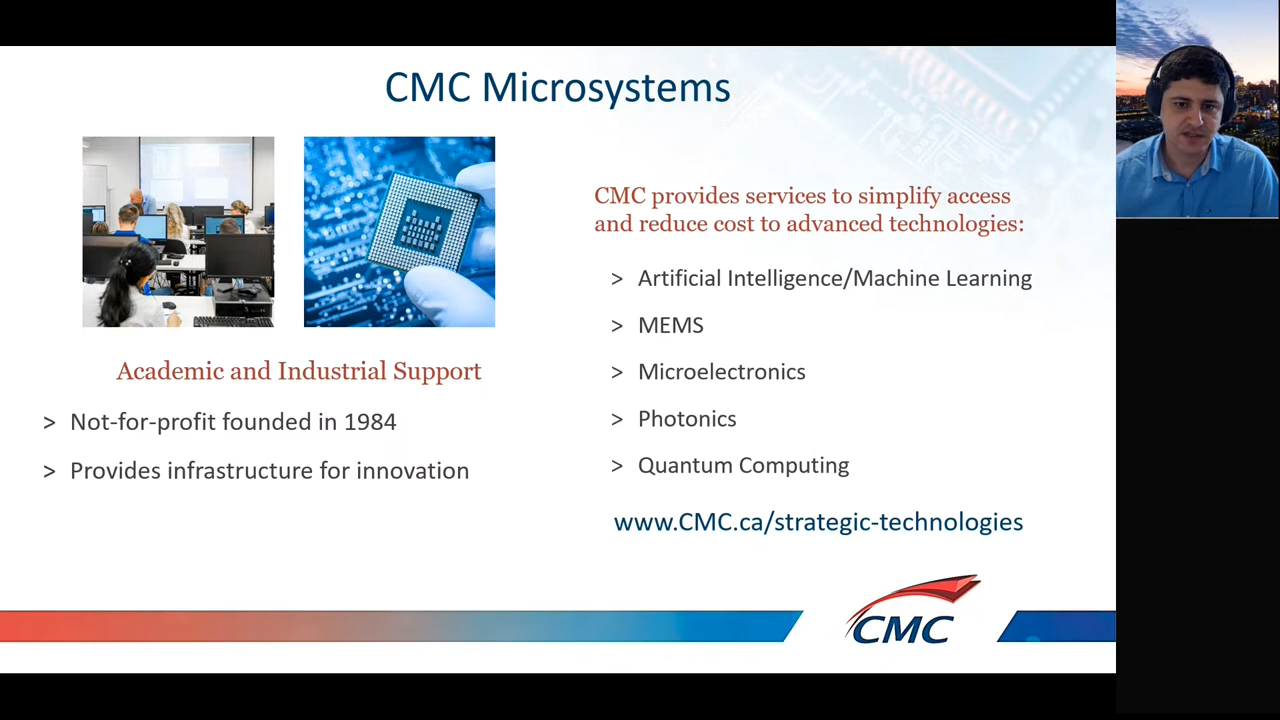 CMC Microsystems
Academic and Industrial Support
> Not-for-profit founded in 1984
> Provides infrastructure for innovation
CMC provides services to simplify access
and reduce cost to advanced technologies:
> Artificial Intelligence/Machine Learning
> MEMS
> Microelectronics
> Photonics
> Quantum Computing
www.CMC.ca/strategic-technologies
CMC